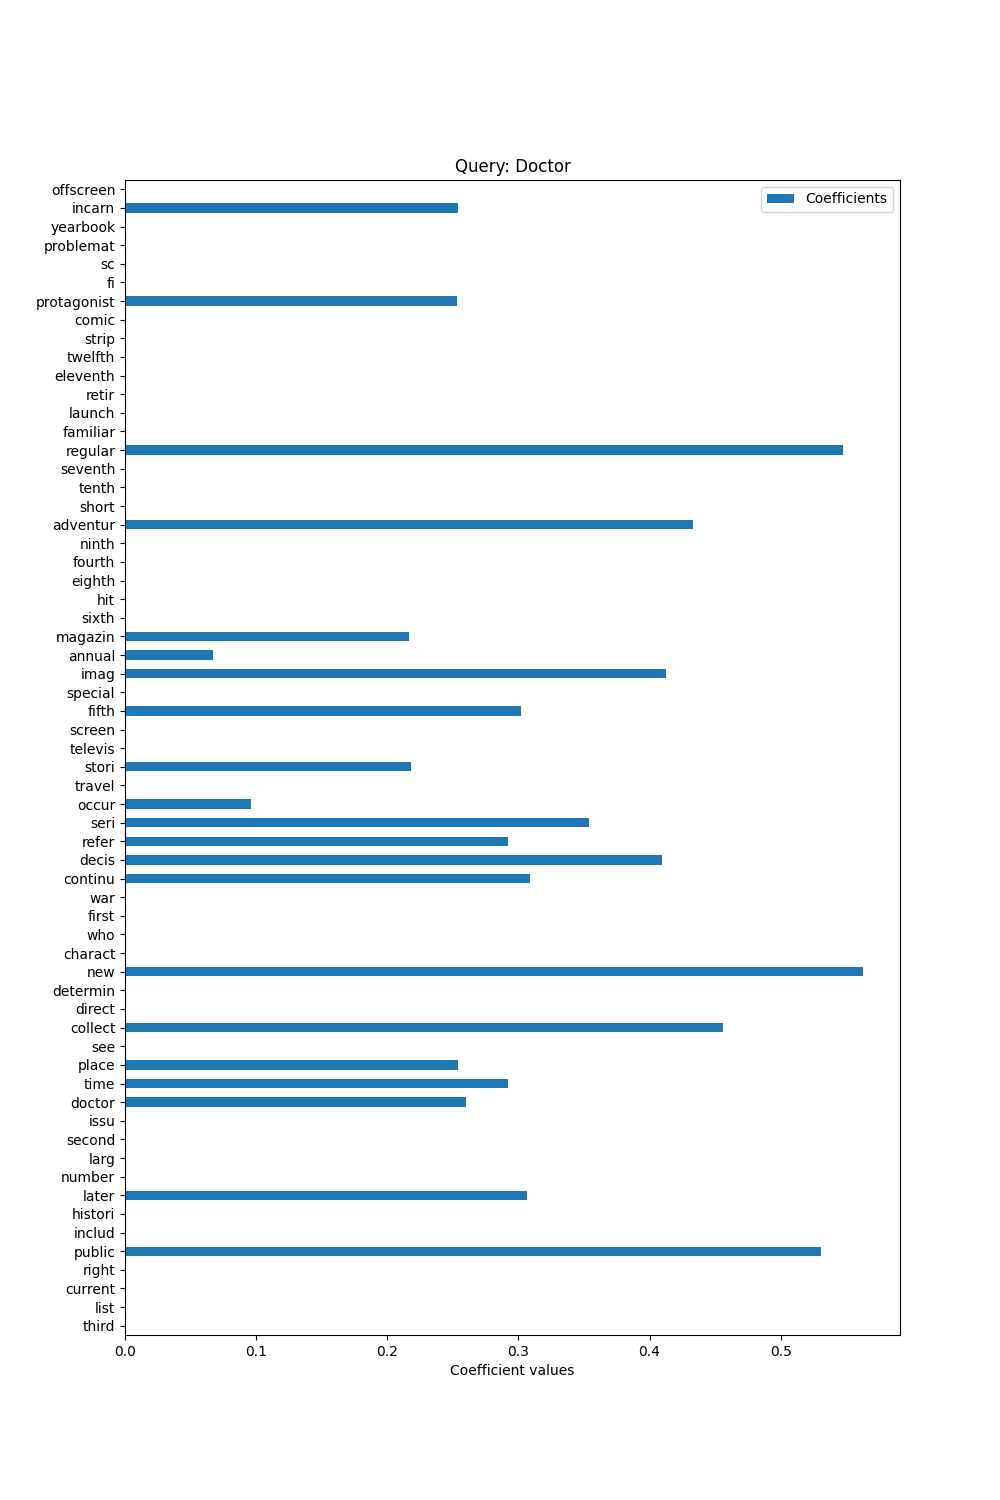 Query: Doctor
Coefficients
offscreen
incarn
yearbook
problemat
sc
fi
protagonist
comic
strip
twelfth
eleventh
retir
launch
familiar
regular
seventh
tenth
short
adventur
ninth
fourth
eighth
hit
sixth
magazin
annual
imag
special
fifth
screen
televis
stori
travel
occur
seri
refer
decis
continu
war
first
who
charact
new
determin
direct
collect
see
place
time
doctor
issu
second
larg
number
later
histori
includ
public
right
current
list
third
0.0 0.1 0.2 0.3 0.4 0.5
Coefficient values